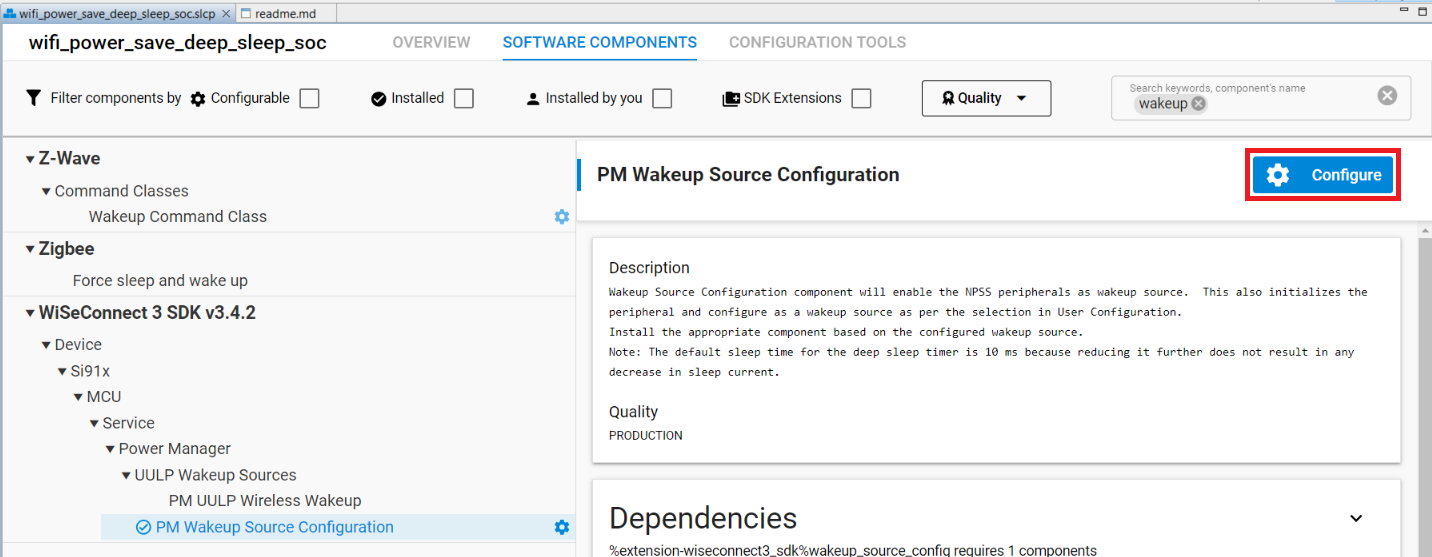 wifi_power_save_deep_sleep_soc.slcp
readme.md
wifi_power_save_deep_sleep_soc
OVERVIEW
SOFTWARE COMPONENTS
CONFIGURATION TOOLS
Filter components by
Configurable
Installed
Installed by you
SDK Extensions
Quality
Search keywords, component's name
wakeup
Z-Wave
Command Classes
Wakeup Command Class
Zigbee
Force sleep and wake up
WiSeConnect 3 SDK v3.4.2
Device
Si91x
MCU
Service
Power Manager
UULP Wakeup Sources
PM UULP Wireless Wakeup
PM Wakeup Source Configuration
PM Wakeup Source Configuration
Configure
Description
Wakeup Source Configuration component will enable the NPSS peripherals as wakeup source.  This also initializes the
peripheral and configure as a wakeup source as per the selection in User Configuration.
Install the appropriate component based on the configured wakeup source.
Note: The default sleep time for the deep sleep timer is 10 ms because reducing it further does not result in any
decrease in sleep current.
Quality
PRODUCTION
Dependencies
%extension-wiseconnect3_sdk%wakeup_source_config requires 1 components